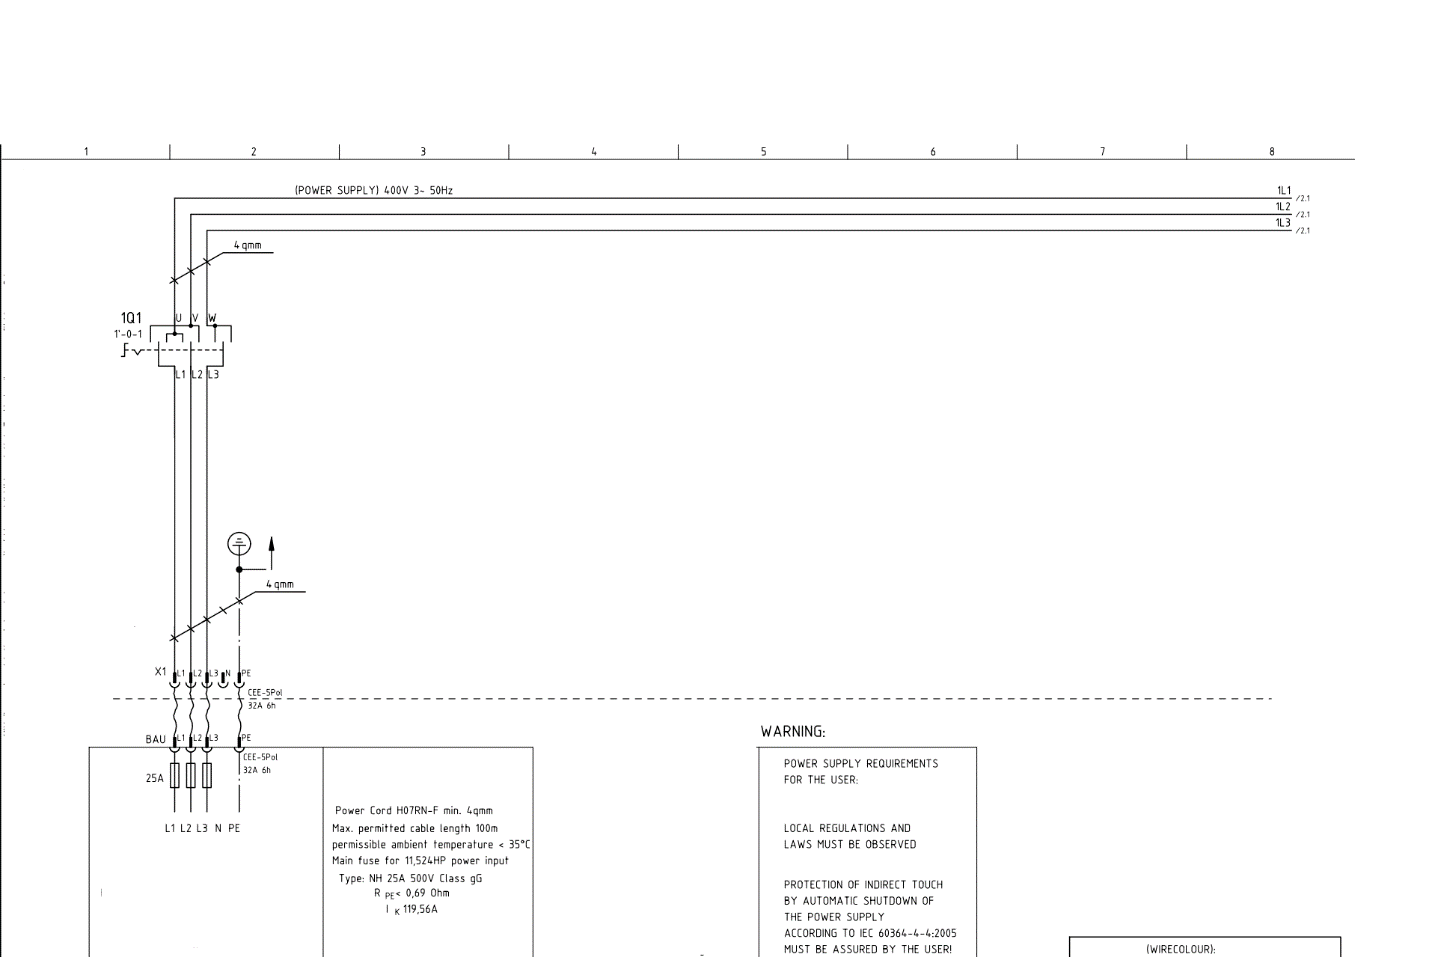 1 2 3 4 5 6 7 8
(POWER SUPPLY) 400V 3~ 50Hz
1L1 /2.1
1L2 /2.1
1L3 /2.1
4 qmm
1Q1
1'-0-1
U V W
L1 L2 L3
4 qmm
X1 L1 L2 L3 N PE
CEE-5Pol
32A 6h
BAU L1 L2 L3 PE
CEE-5Pol
32A 6h
25A
L1 L2 L3 N PE
Power Cord H07RN-F min. 4qmm
Max. permitted cable length 100m
permissible ambient temperature < 35°C
Main fuse for 11,524HP power input
Type: NH 25A 500V Class gG
R PE< 0,69 Ohm
I K 119,56A
WARNING:
POWER SUPPLY REQUIREMENTS
FOR THE USER:
LOCAL REGULATIONS AND
LAWS MUST BE OBSERVED
PROTECTION OF INDIRECT TOUCH
BY AUTOMATIC SHUTDOWN OF
THE POWER SUPPLY
ACCORDING TO IEC 60364-4-4:2005
MUST BE ASSURED BY THE USER!
(WIRECOLOUR):